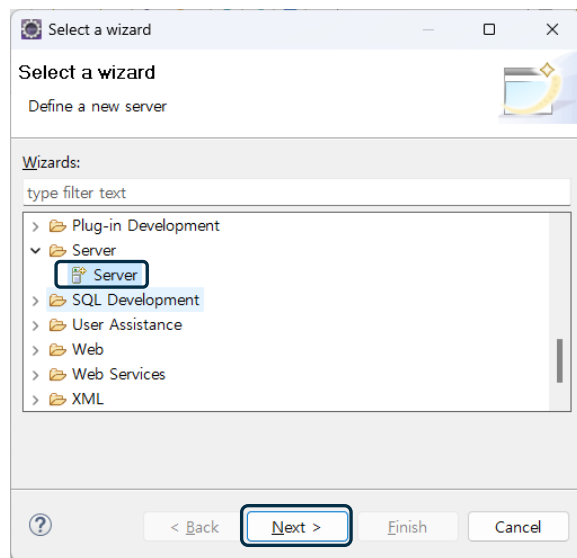 Select a wizard
Select a wizard
Define a new server
Wizards:
type filter text
Plug-in Development
Server
Server
SQL Development
User Assistance
Web
Web Services
XML
?
< Back Next > Finish Cancel